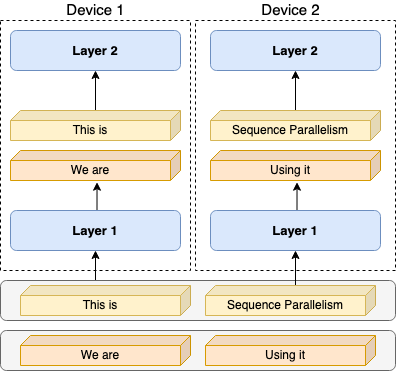 Device 1
Device 2
Layer 2
Layer 2
This is
Sequence Parallelism
We are
Using it
Layer 1
Layer 1
This is
Sequence Parallelism
We are
Using it